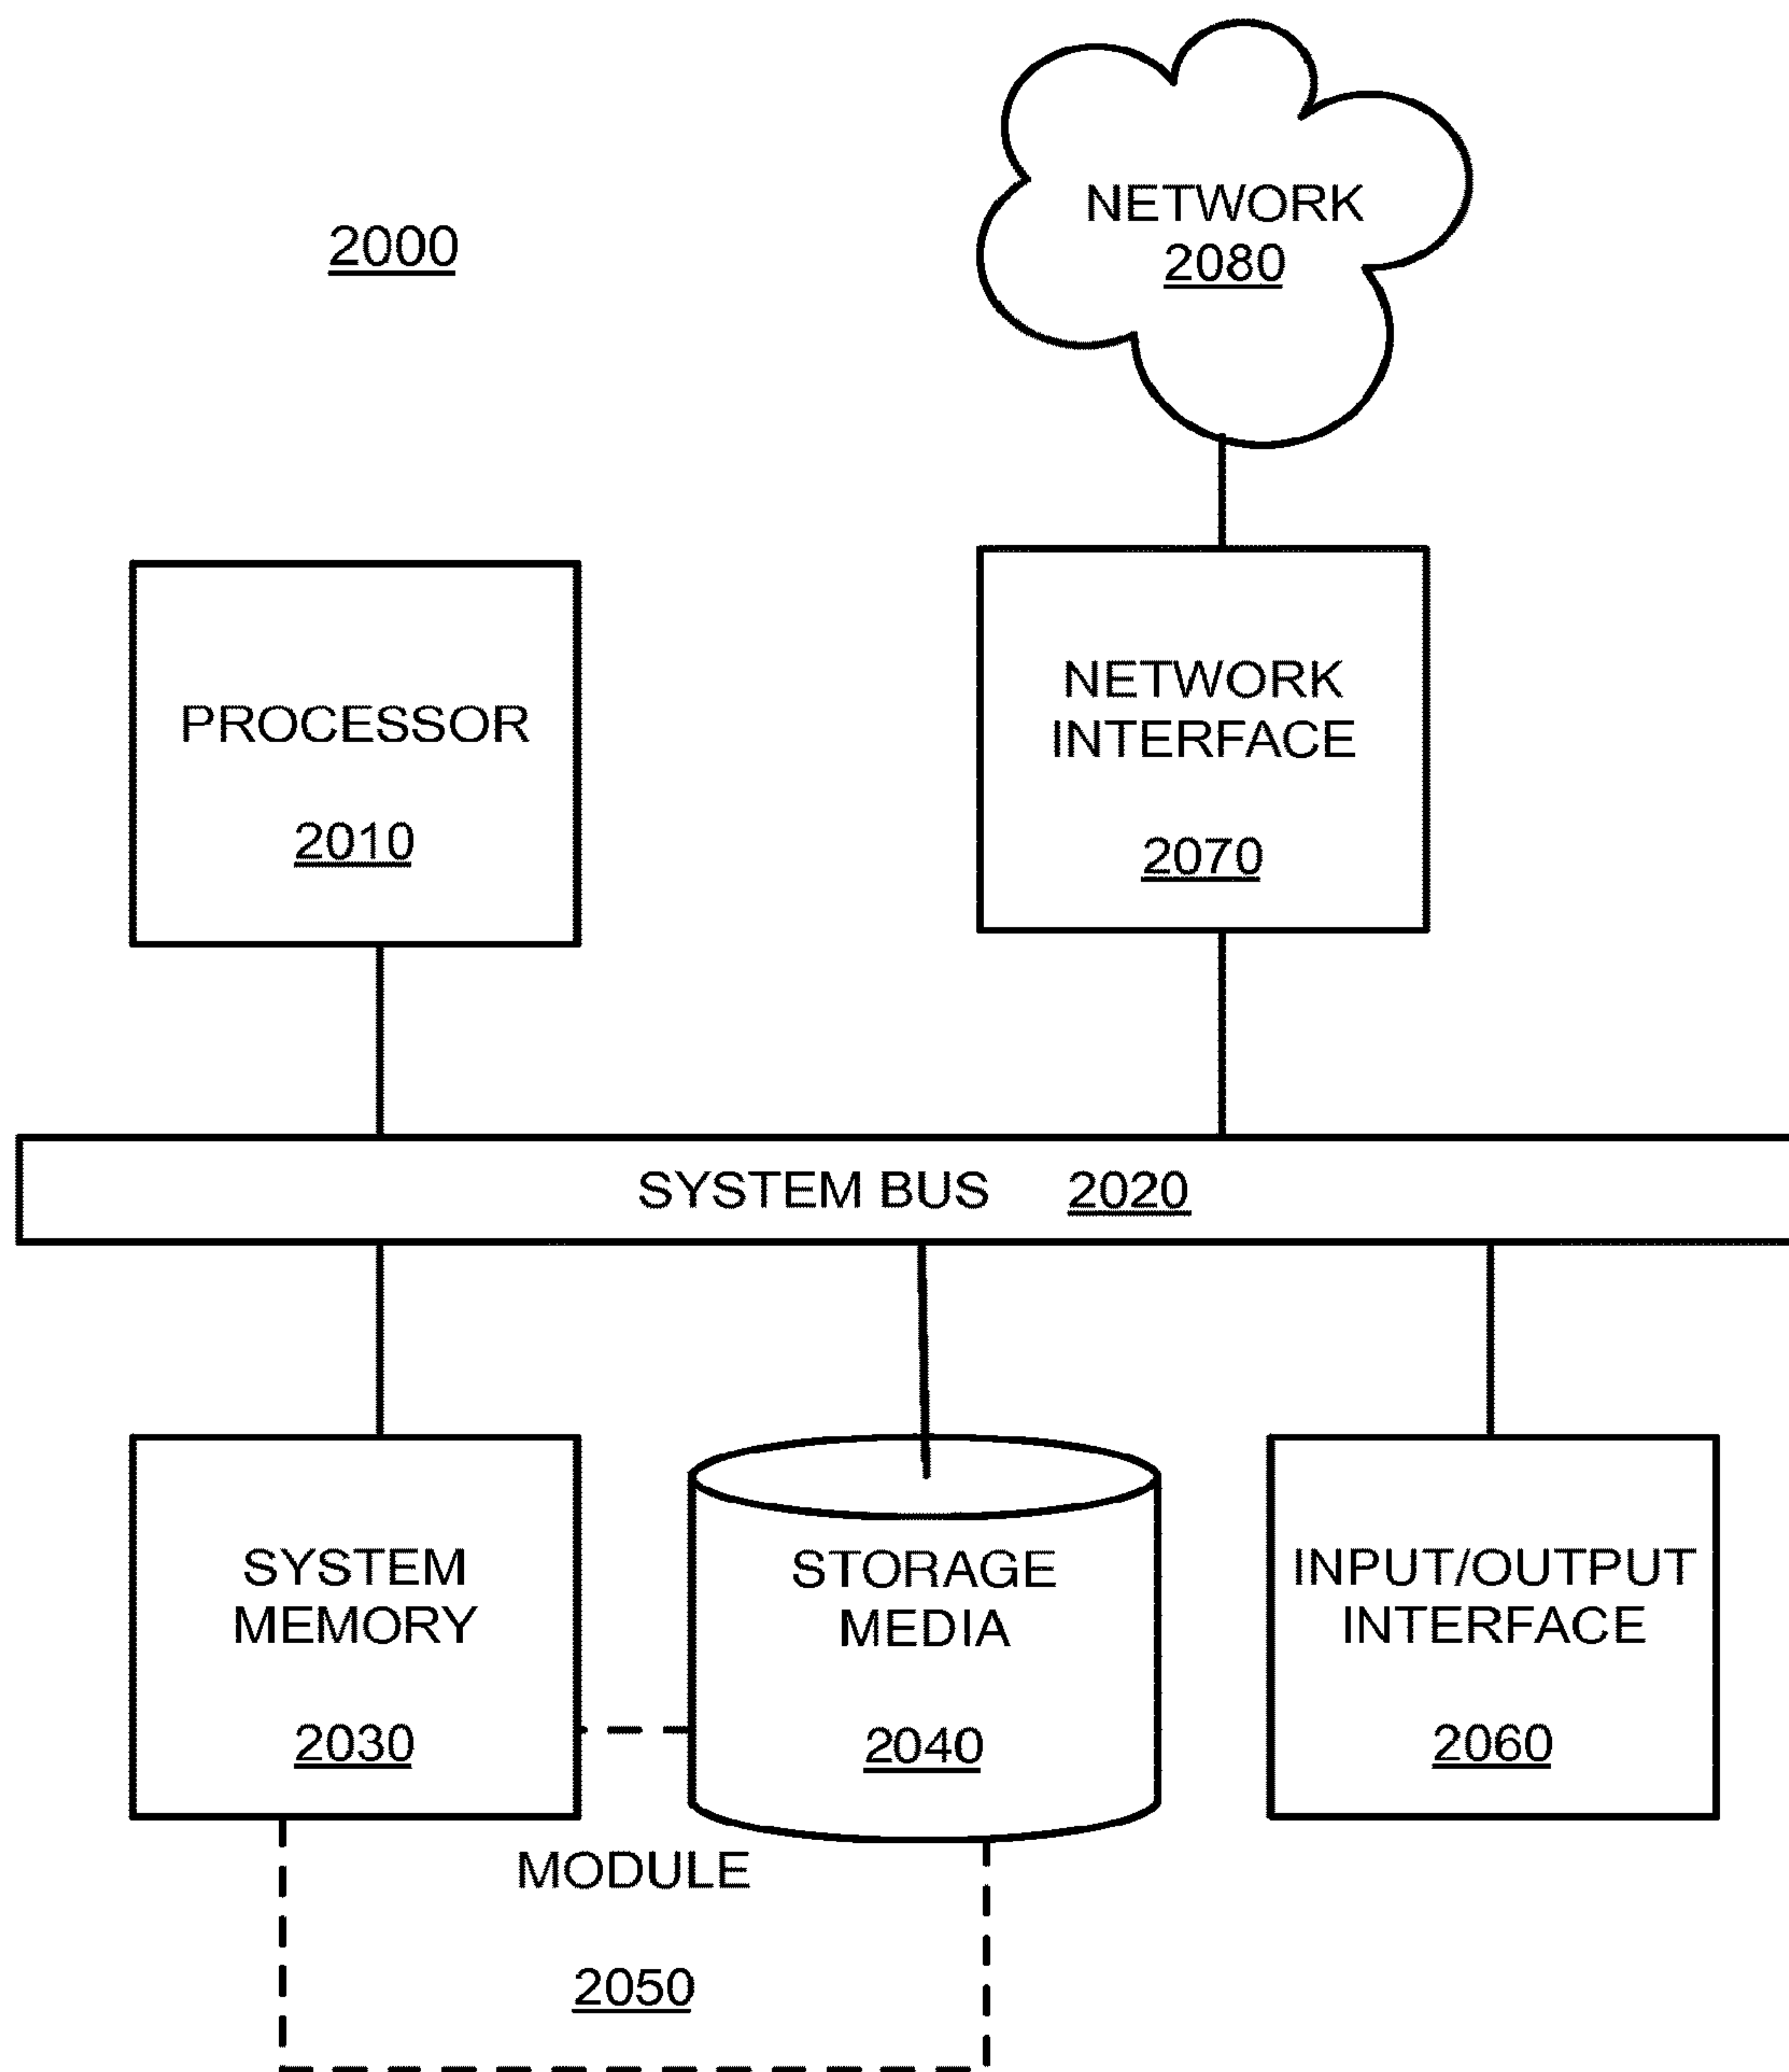 2000
NETWORK
2080
PROCESSOR
2010
NETWORK
INTERFACE
2070
SYSTEM BUS 2020
SYSTEM
MEMORY
2030
STORAGE
MEDIA
2040
INPUT/OUTPUT
INTERFACE
2060
MODULE
2050